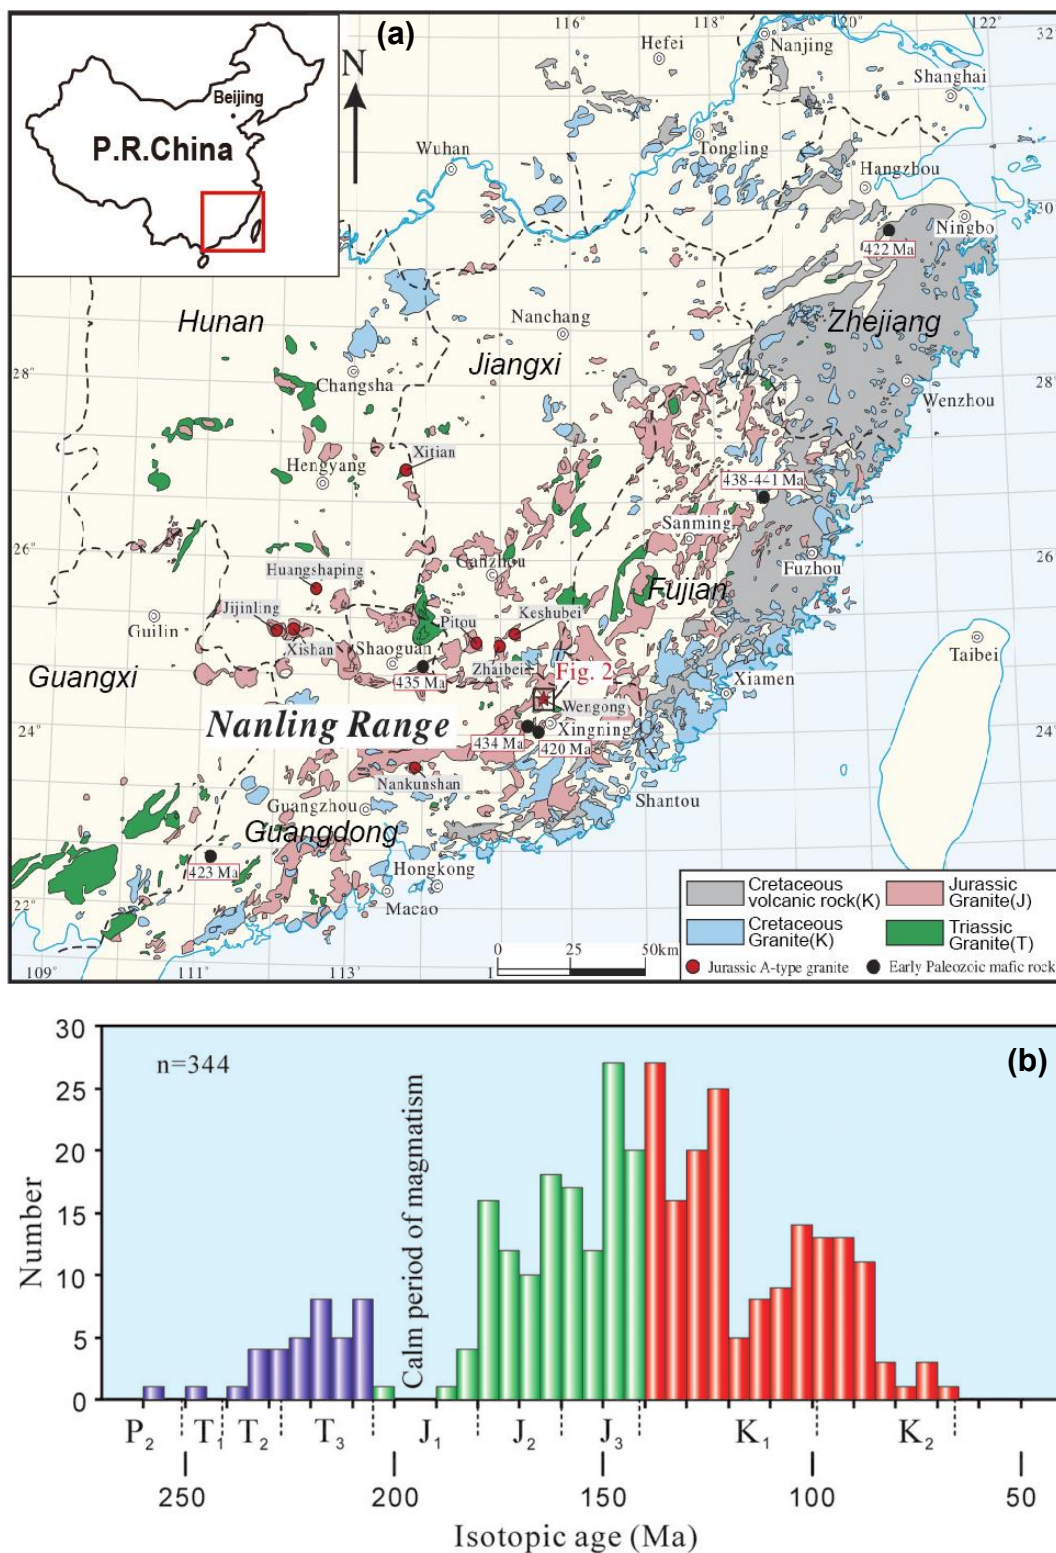 (a)
116°
118°
120°
122°
32°
Beijing
P.R.China
N
Hefei
Nanjing
Shanghai
Wuhan
Tongling
Hangzhou
30°
Ningbo
422 Ma
Hunan
Nanchang
Zhejiang
Jiangxi
28°
Changsha
28°
Wenzhou
Xitian
Hengyang
438-441 Ma
Sanming
26°
Ganzhou
26°
Huangshaping
Fujian
Fuzhou
Jijinling
Pitou
Keshubei
Guilin
Xishan
Shaoguan
Taibei
Zhaibei
Fig. 2
Guangxi
435 Ma
Xiamen
Wengong
Nanling Range
Xingning
24°
434 Ma
420 Ma
24°
Nankunshan
Guangzhou
Shantou
Guangdong
423 Ma
Hongkong
Macao
22°
22°
Cretaceous
volcanic rock(K)
Jurassic
Granite(J)
Cretaceous
Granite(K)
Triassic
Granite(T)
0 25 50km
Jurassic A-type granite
Early Paleozoic mafic rock
109°
111°
113°
(b)
n=344
30
25
20
15
10
5
0
Number
Calm period of magmatism
P2 T1 T2 T3 J1 J2 J3 K1 K2
250 200 150 100 50
Isotopic age (Ma)